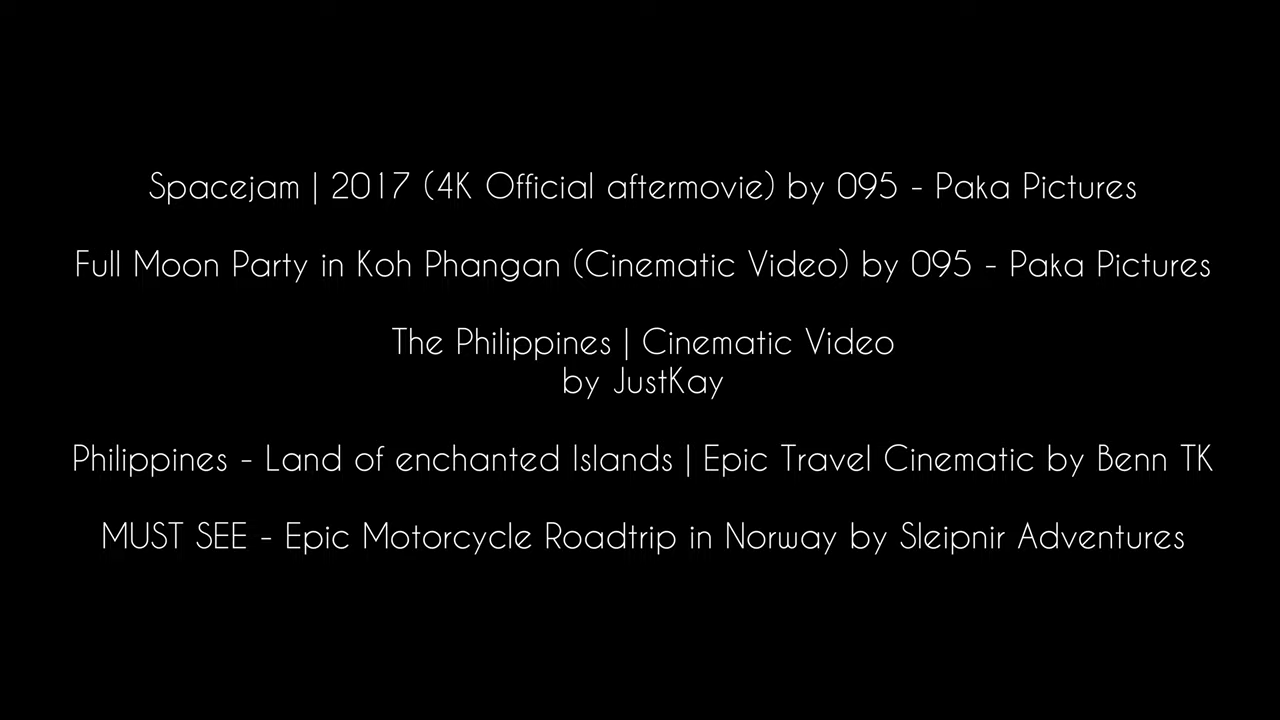 Spacejam | 2017 (4K Official aftermovie) by 095 - Paka Pictures
Full Moon Party in Koh Phangan (Cinematic Video) by 095 - Paka Pictures
The Philippines | Cinematic Video
by JustKay
Philippines - Land of enchanted Islands | Epic Travel Cinematic by Benn TK
MUST SEE - Epic Motorcycle Roadtrip in Norway by Sleipnir Adventures